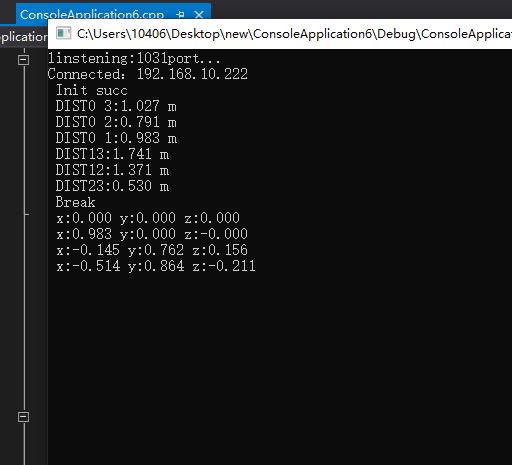 ConsoleApplication6.cpp
C:\Users\10406\Desktop\new\ConsoleApplication6\Debug\ConsoleApplicat
pplication
linstening:1031port...
Connected: 192.168.10.222
Init succ
DIST0 3:1.027 m
DIST0 2:0.791 m
DIST0 1:0.983 m
DIST13:1.741 m
DIST12:1.371 m
DIST23:0.530 m
Break
x:0.000 y:0.000 z:0.000
x:0.983 y:0.000 z:-0.000
x:-0.145 y:0.762 z:0.156
x:-0.514 y:0.864 z:-0.211